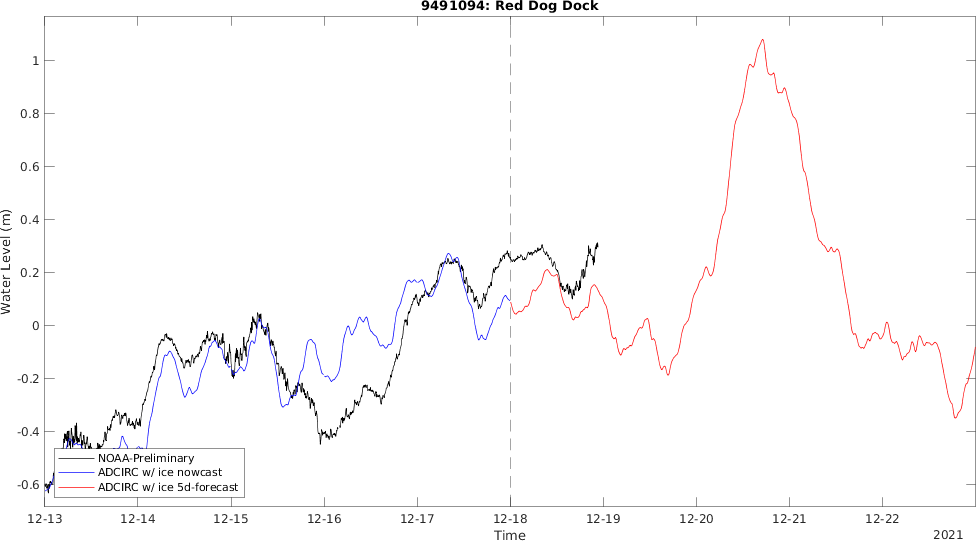 9491094: Red Dog Dock
Water Level (m)
1
0.8
0.6
0.4
0.2
0
-0.2
-0.4
-0.6
NOAA-Preliminary
ADCIRC w/ ice nowcast
ADCIRC w/ ice 5d-forecast
12-13 12-14 12-15 12-16 12-17 12-18 12-19 12-20 12-21 12-22
Time
2021